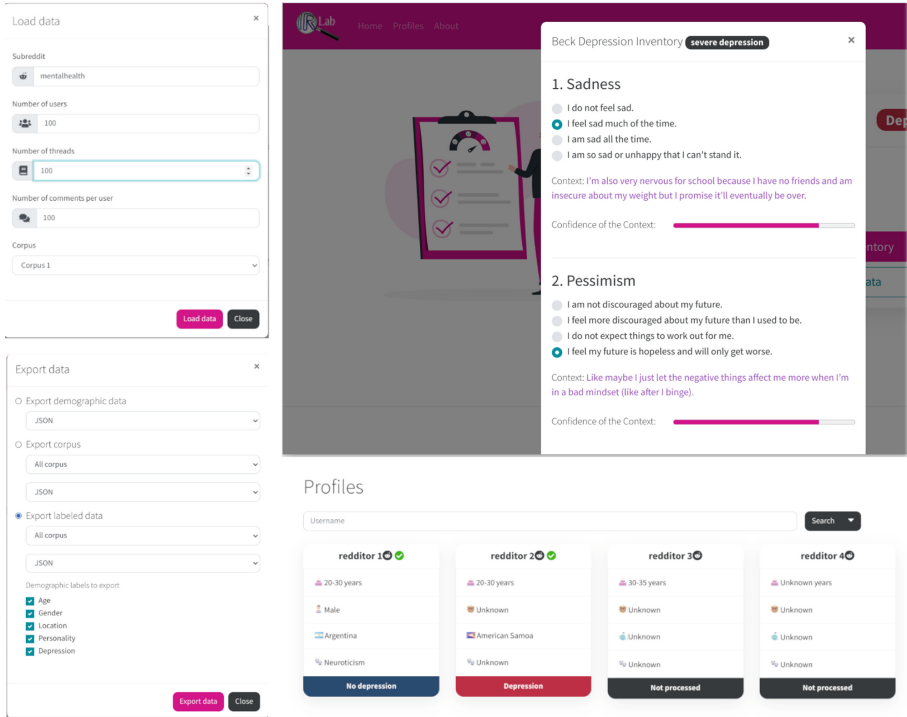 Load data
×
Subreddit
mentalhealth
Number of users
100
Number of threads
100
Number of comments per user
100
Corpus
Corpus 1
Load data
Close
Export data
×
Export demographic data
JSON
Export corpus
All corpus
JSON
Export labeled data
All corpus
JSON
Demographic labels to export
Age
Gender
Location
Personality
Depression
Export data
Close
Lab
Home Profiles About
Beck Depression Inventory severe depression ×
1. Sadness
I do not feel sad.
I feel sad much of the time.
I am sad all the time.
I am so sad or unhappy that I can't stand it.
Context: I'm also very nervous for school because I have no friends and am
insecure about my weight but I promise it'll eventually be over.
Confidence of the Context:
2. Pessimism
I am not discouraged about my future.
I feel more discouraged about my future than I used to be.
I do not expect things to work out for me.
I feel my future is hopeless and will only get worse.
Context: Like maybe I just let the negative things affect me more when I'm
in a bad mindset (like after I binge).
Confidence of the Context:
Dep
ntory
ata
Profiles
Username
Search
redditor 1
20-30 years
Male
Argentina
Neuroticism
No depression
redditor 2
20-30 years
Unknown
American Samoa
Unknown
Depression
redditor 3
30-35 years
Unknown
Unknown
Unknown
Not processed
redditor 4
Unknown years
Unknown
Unknown
Unknown
Not processed